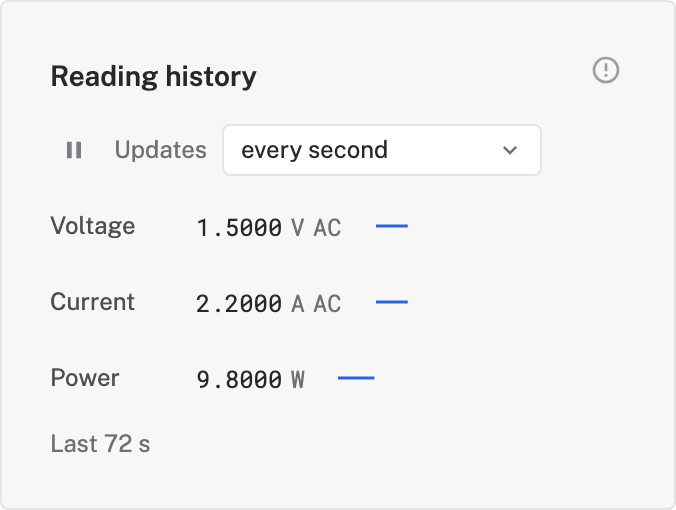 Reading history
Updates every second
Voltage 1.5000 V AC
Current 2.2000 A AC
Power 9.8000 W
Last 72 s